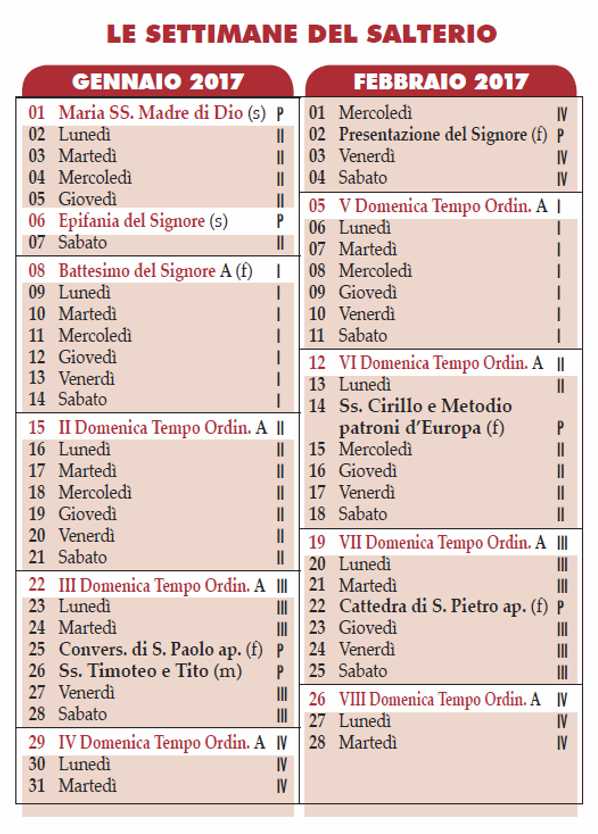 LE SETTIMANE DEL SALTERIO
GENNAIO 2017
01 Maria SS. Madre di Dio (s) P
02 Lunedì II
03 Martedì II
04 Mercoledì II
05 Giovedì II
06 Epifania del Signore (s) P
07 Sabato II
08 Battesimo del Signore A (f) I
09 Lunedì I
10 Martedì I
11 Mercoledì I
12 Giovedì I
13 Venerdì I
14 Sabato I
15 II Domenica Tempo Ordin. A II
16 Lunedì II
17 Martedì II
18 Mercoledì II
19 Giovedì II
20 Venerdì II
21 Sabato II
22 III Domenica Tempo Ordin. A III
23 Lunedì III
24 Martedì III
25 Convers. di S. Paolo ap. (f) P
26 Ss. Timoteo e Tito (m) P
27 Venerdì III
28 Sabato III
29 IV Domenica Tempo Ordin. A IV
30 Lunedì IV
31 Martedì IV
FEBBRAIO 2017
01 Mercoledì IV
02 Presentazione del Signore (f) P
03 Venerdì IV
04 Sabato IV
05 V Domenica Tempo Ordin. A I
06 Lunedì I
07 Martedì I
08 Mercoledì I
09 Giovedì I
10 Venerdì I
11 Sabato I
12 VI Domenica Tempo Ordin. A II
13 Lunedì II
14 Ss. Cirillo e Metodio
patroni d'Europa (f) P
15 Mercoledì II
16 Giovedì II
17 Venerdì II
18 Sabato II
19 VII Domenica Tempo Ordin. A III
20 Lunedì III
21 Martedì III
22 Cattedra di S. Pietro ap. (f) P
23 Giovedì III
24 Venerdì III
25 Sabato III
26 VIII Domenica Tempo Ordin. A IV
27 Lunedì IV
28 Martedì IV